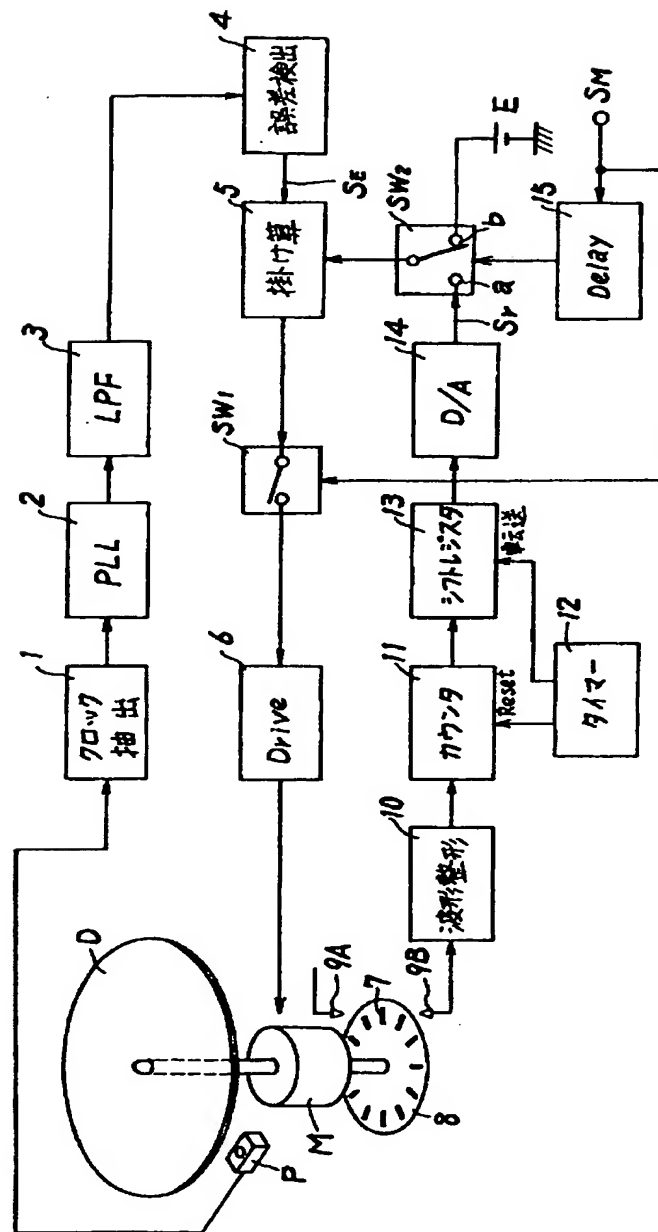 D
P
M
7
8
9A
9B
1
クロック
抽出
2
PLL
3
LPF
4
誤差検出
SE
5
掛け算
SW1
6
Drive
10
波形整形
11
カウンタ
Reset
12
タイマー
13
シフトレジスタ
転送
14
D/A
Sr
a
b
SW2
E
15
Delay
SM